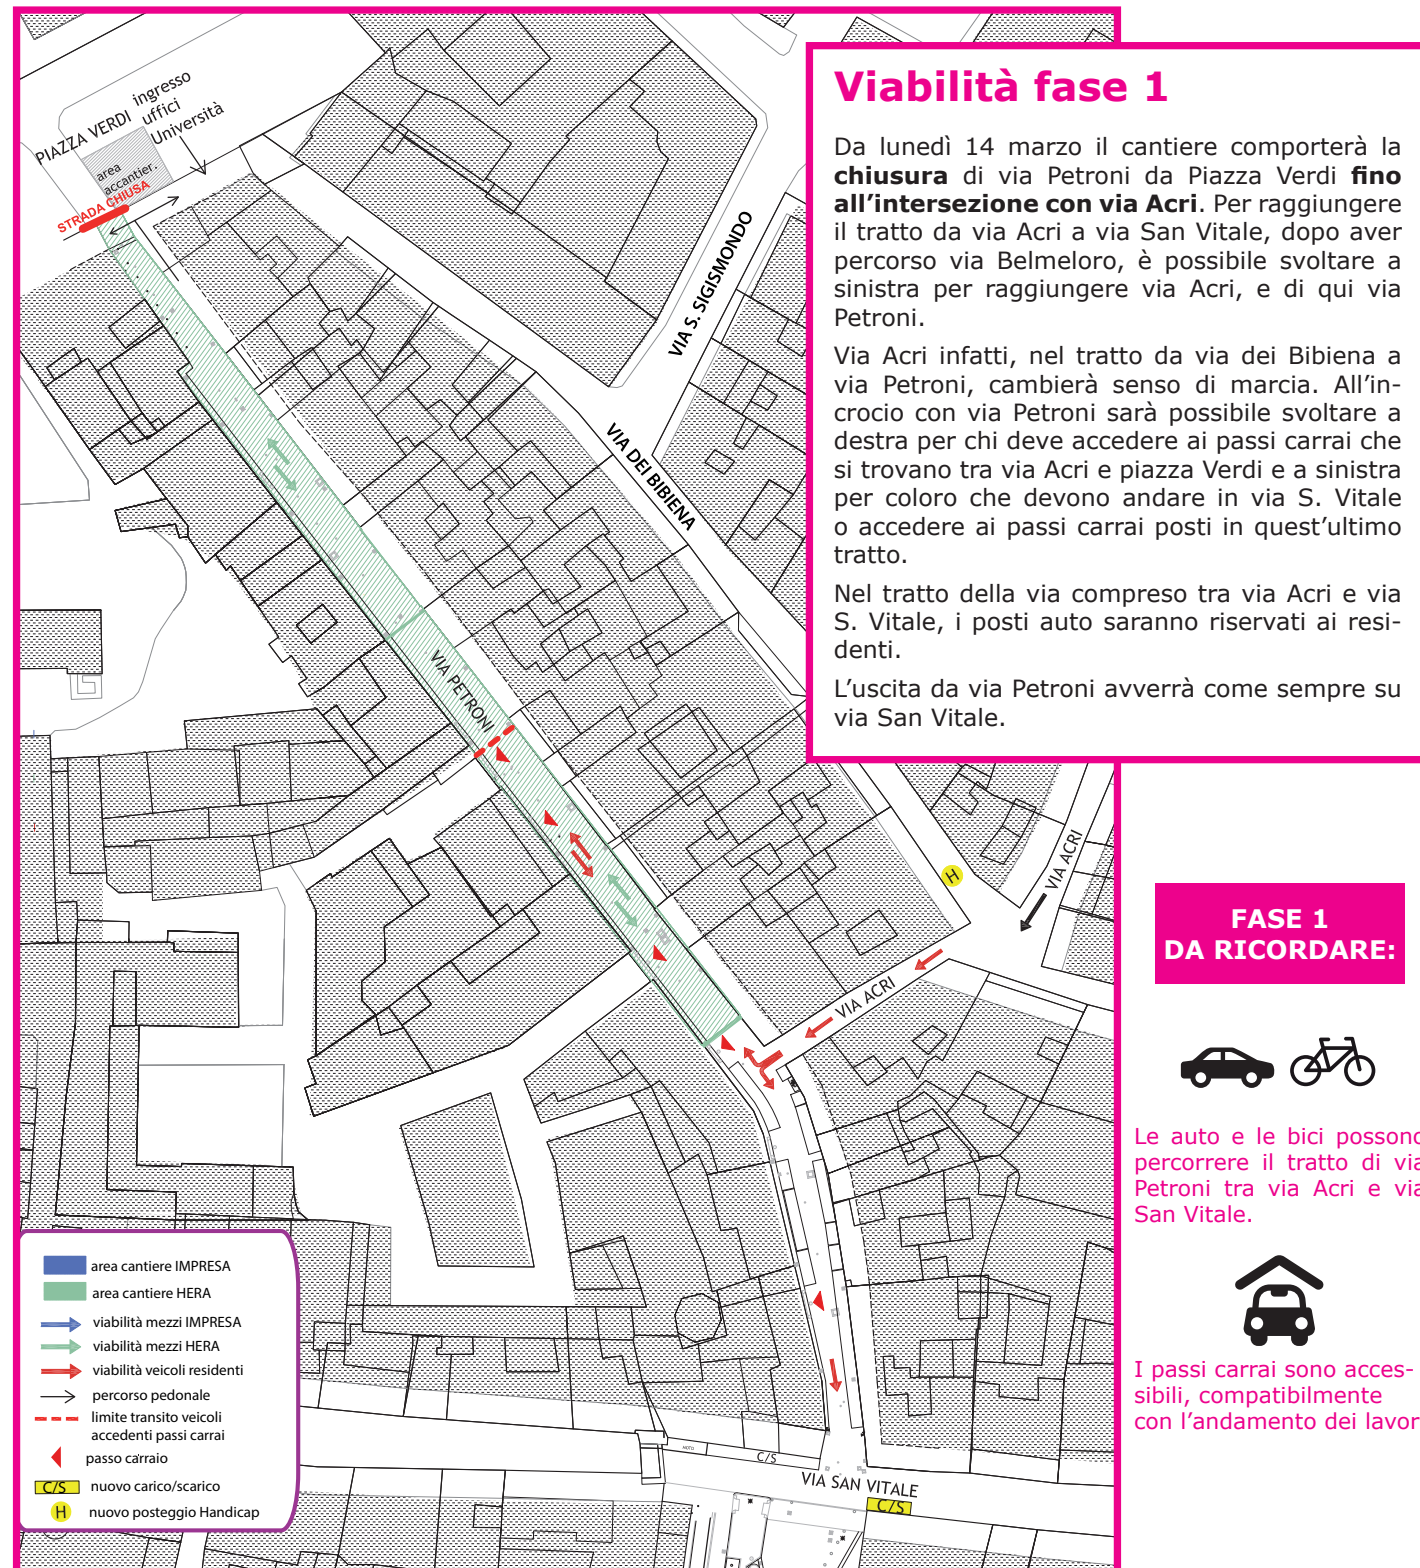 PIAZZA VERDI
ingresso
uffici
Università
area
accantier.
STRADA CHIUSA
VIA S. SIGISMONDO
VIA DEI BIBIENA
VIA PETRONI
VIA ACRI
H
VIA ACRI
C/S
VIA SAN VITALE
C/S
Viabilità fase 1
Da lunedì 14 marzo il cantiere comporterà la
chiusura di via Petroni da Piazza Verdi fino
all'intersezione con via Acri. Per raggiungere
il tratto da via Acri a via San Vitale, dopo aver
percorso via Belmeloro, è possibile svoltare a
sinistra per raggiungere via Acri, e di qui via
Petroni.
Via Acri infatti, nel tratto da via dei Bibiena a
via Petroni, cambierà senso di marcia. All'in-
crocio con via Petroni sarà possibile svoltare a
destra per chi deve accedere ai passi carrai che
si trovano tra via Acri e piazza Verdi e a sinistra
per coloro che devono andare in via S. Vitale
o accedere ai passi carrai posti in quest'ultimo
tratto.
Nel tratto della via compreso tra via Acri e via
S. Vitale, i posti auto saranno riservati ai resi-
denti.
L'uscita da via Petroni avverrà come sempre su
via San Vitale.
FASE 1
DA RICORDARE:
Le auto e le bici possono
percorrere il tratto di via
Petroni tra via Acri e via
San Vitale.
I passi carrai sono acces-
sibili, compatibilmente
con l'andamento dei lavor
area cantiere IMPRESA
area cantiere HERA
viabilità mezzi IMPRESA
viabilità mezzi HERA
viabilità veicoli residenti
percorso pedonale
limite transito veicoli
accedenti passi carrai
passo carraio
C/S nuovo carico/scarico
H nuovo posteggio Handicap